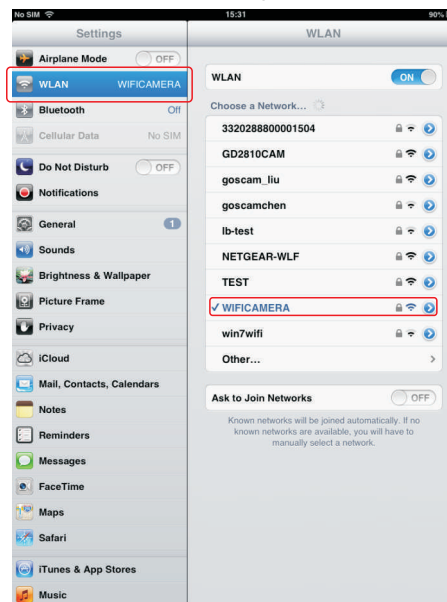 No SIM 15:31 90%
Settings
Airplane Mode OFF
WLAN WIFICAMERA
Bluetooth Off
Cellular Data No SIM
Do Not Disturb OFF
Notifications
General 1
Sounds
Brightness & Wallpaper
Picture Frame
Privacy
iCloud
Mail, Contacts, Calendars
Notes
Reminders
Messages
FaceTime
Maps
Safari
iTunes & App Stores
Music
WLAN
WLAN ON
Choose a Network...
3320288800001504
GD2810CAM
goscam_liu
goscamchen
lb-test
NETGEAR-WLF
TEST
✓ WIFICAMERA
win7wifi
Other...
Ask to Join Networks OFF
Known networks will be joined automatically. If no
known networks are available, you will have to
manually select a network.